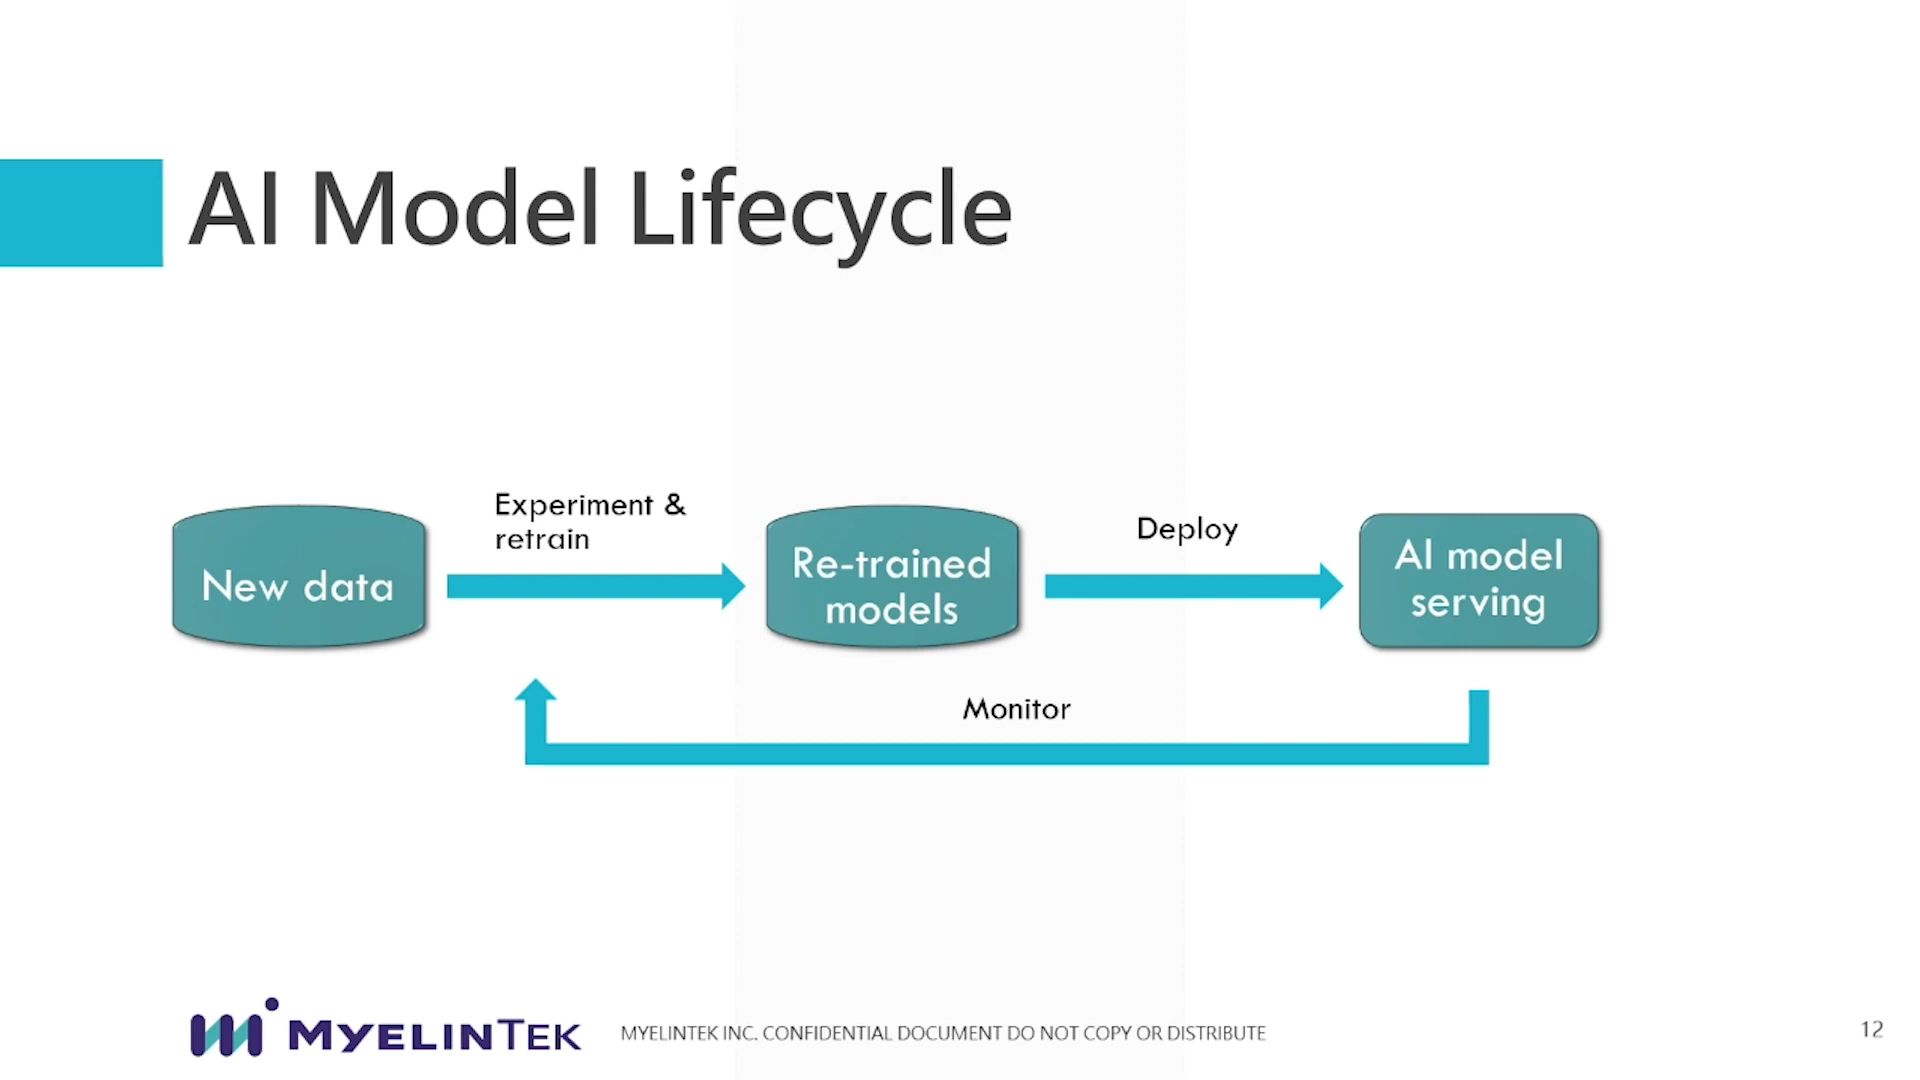 AI Model Lifecycle
Experiment &
retrain
Deploy
New data
Re-trained
models
AI model
serving
Monitor
MYELINTEK
MYELINTEK INC. CONFIDENTIAL DOCUMENT DO NOT COPY OR DISTRIBUTE
12